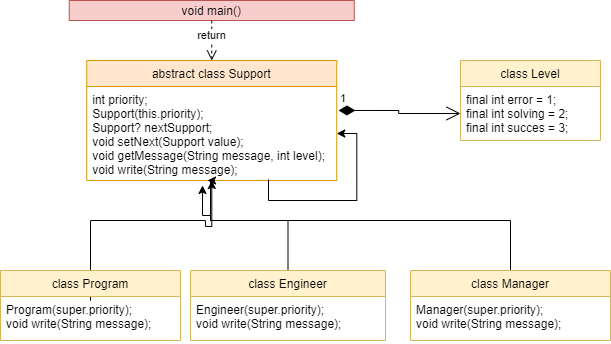 void main()
return
abstract class Support
int priority;
Support(this.priority);
Support? nextSupport;
void setNext(Support value);
void getMessage(String message, int level);
void write(String message);
1
class Level
final int error = 1;
final int solving = 2;
final int succes = 3;
class Program
Program(super.priority);
void write(String message);
class Engineer
Engineer(super.priority);
void write(String message);
class Manager
Manager(super.priority);
void write(String message);